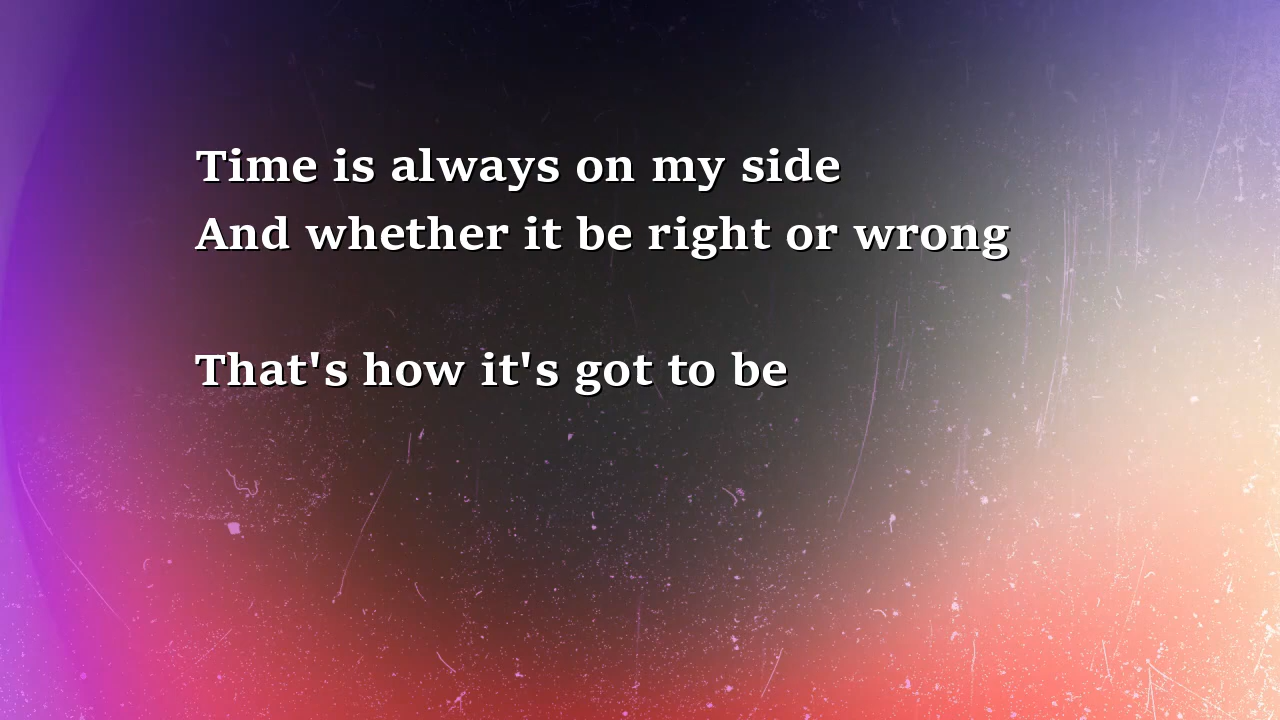 Time is always on my side
And whether it be right or wrong
That's how it's got to be